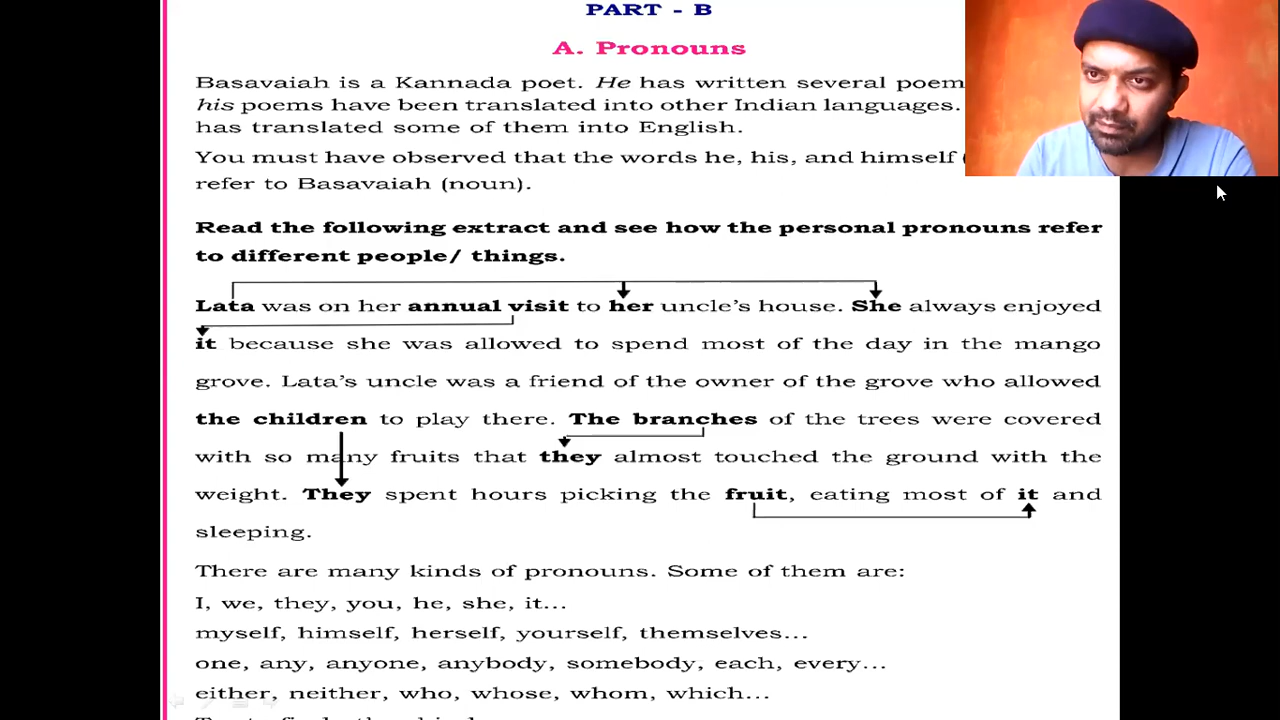 PART - B
A. Pronouns
Basavaiah is a Kannada poet. He has written several poem
his poems have been translated into other Indian languages.
has translated some of them into English.
You must have observed that the words he, his, and himself
refer to Basavaiah (noun).
Read the following extract and see how the personal pronouns refer
to different people/ things.
Lata was on her annual visit to her uncle's house. She always enjoyed
it because she was allowed to spend most of the day in the mango
grove. Lata's uncle was a friend of the owner of the grove who allowed
the children to play there. The branches of the trees were covered
with so many fruits that they almost touched the ground with the
weight. They spent hours picking the fruit, eating most of it and
sleeping.
There are many kinds of pronouns. Some of them are:
I, we, they, you, he, she, it...
myself, himself, herself, yourself, themselves...
one, any, anyone, anybody, somebody, each, every...
either, neither, who, whose, whom, which...